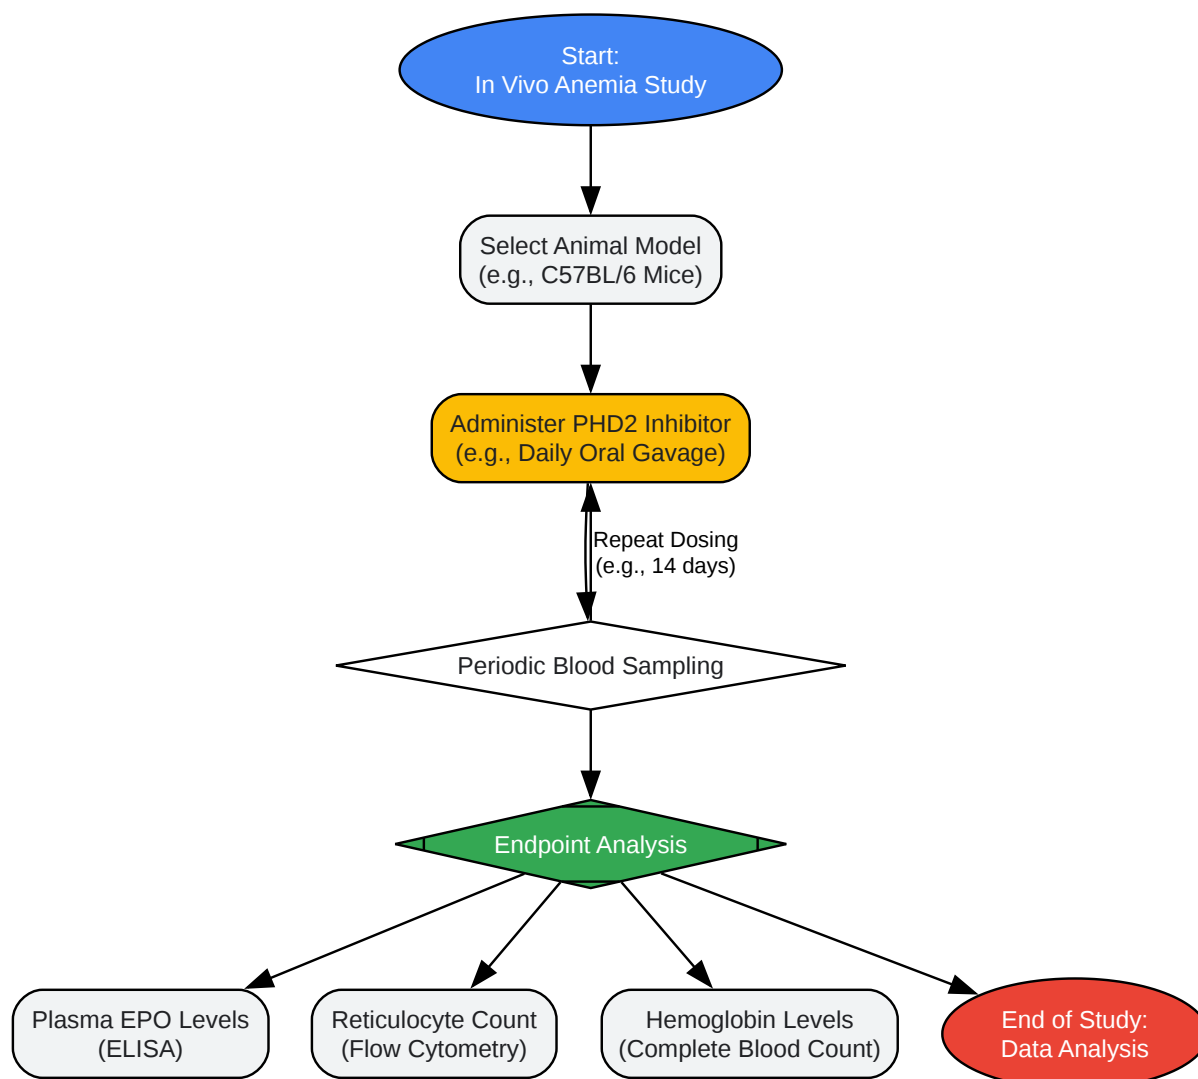 Start:
In Vivo Anemia Study
Select Animal Model
(e.g., C57BL/6 Mice)
Administer PHD2 Inhibitor
(e.g., Daily Oral Gavage)
Repeat Dosing
(e.g., 14 days)
Periodic Blood Sampling
Endpoint Analysis
Plasma EPO Levels
(ELISA)
Reticulocyte Count
(Flow Cytometry)
Hemoglobin Levels
(Complete Blood Count)
End of Study:
Data Analysis